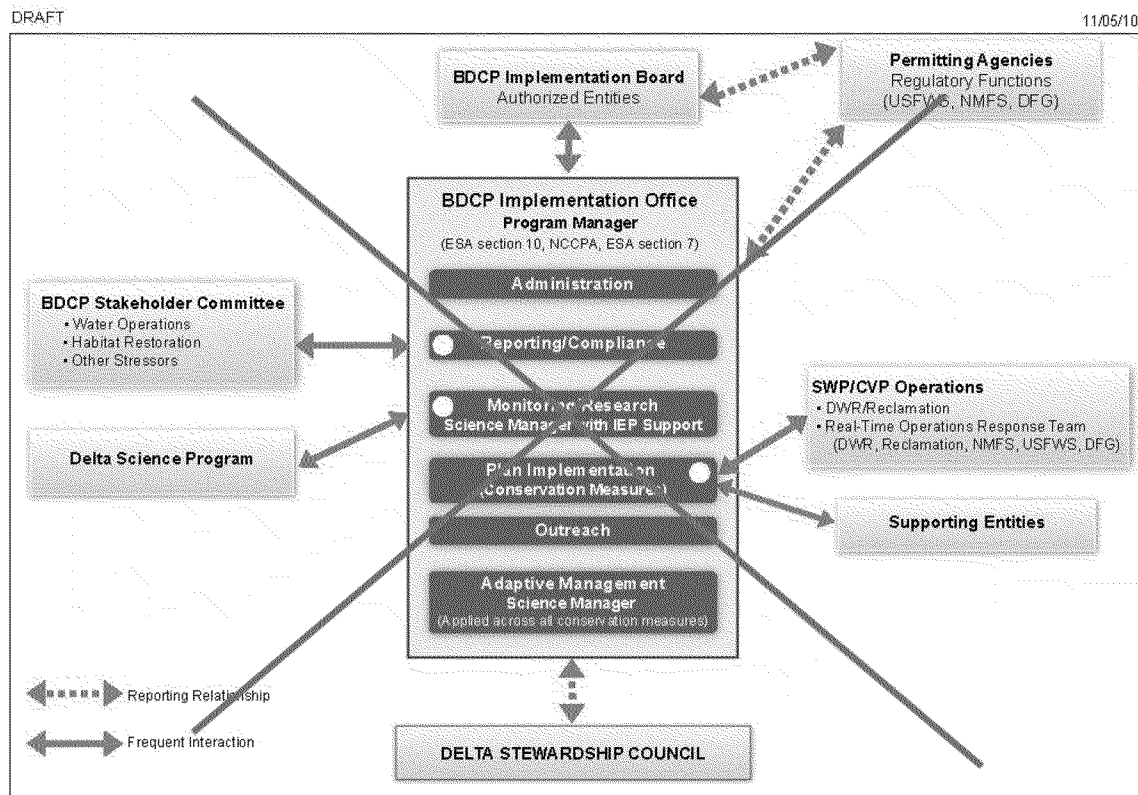 DRAFT
11/05/10
BDCP Implementation Board
Authorized Entities
Permitting Agencies
Regulatory Functions
(USFWS, NMFS, DFG)
BDCP Implementation Office
Program Manager
(ESA section 10, NCCPA, ESA section 7)
Administration
Reporting/Compliance
Monitoring/Research
Science Manager with IEP Support
Plan Implementation
(Conservation Measures)
Outreach
Adaptive Management
Science Manager
(Applied across all conservation measures)
BDCP Stakeholder Committee
▪ Water Operations
▪ Habitat Restoration
▪ Other Stressors
Delta Science Program
SWP/CVP Operations
▪ DWR/Reclamation
▪ Real-Time Operations Response Team
(DWR, Reclamation, NMFS, USFWS, DFG)
Supporting Entities
Reporting Relationship
Frequent Interaction
DELTA STEWARDSHIP COUNCIL